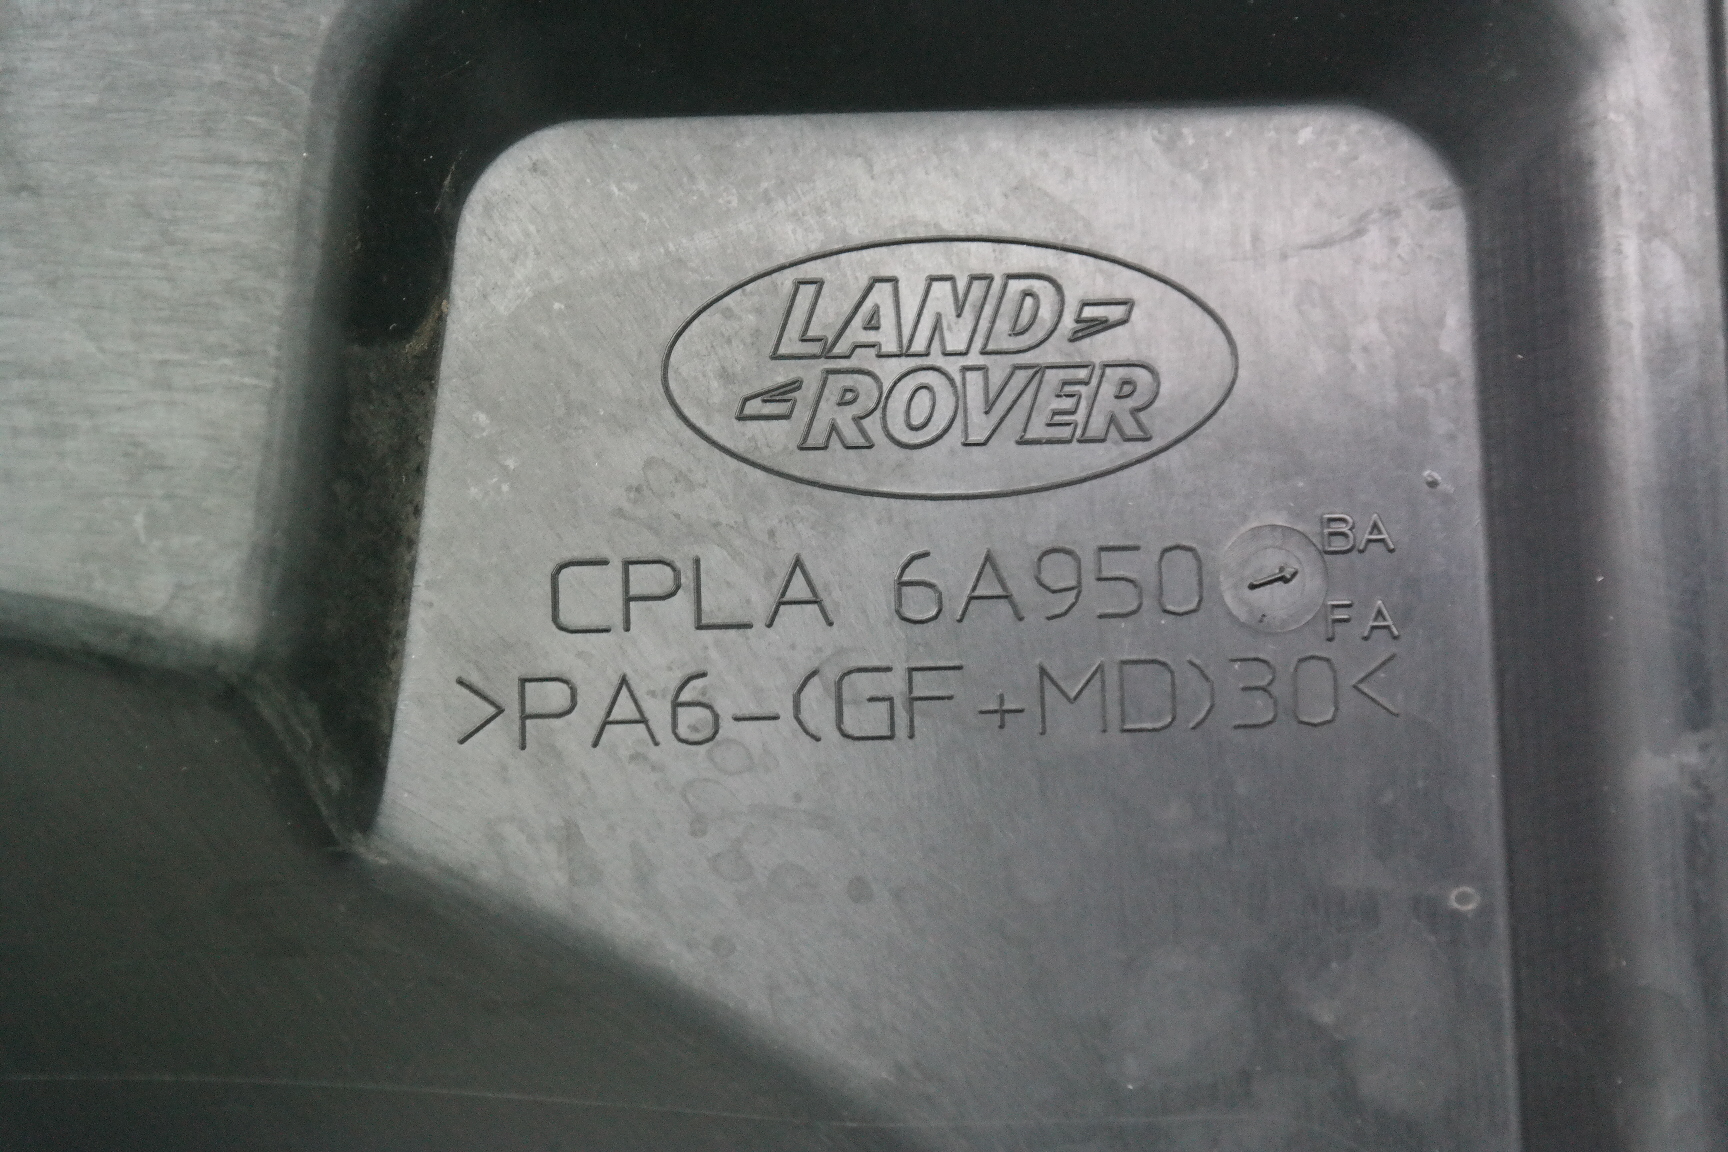 LAND
ROVER
CPLA 6A950
BA
FA
>PA6-(GF+MD)30<